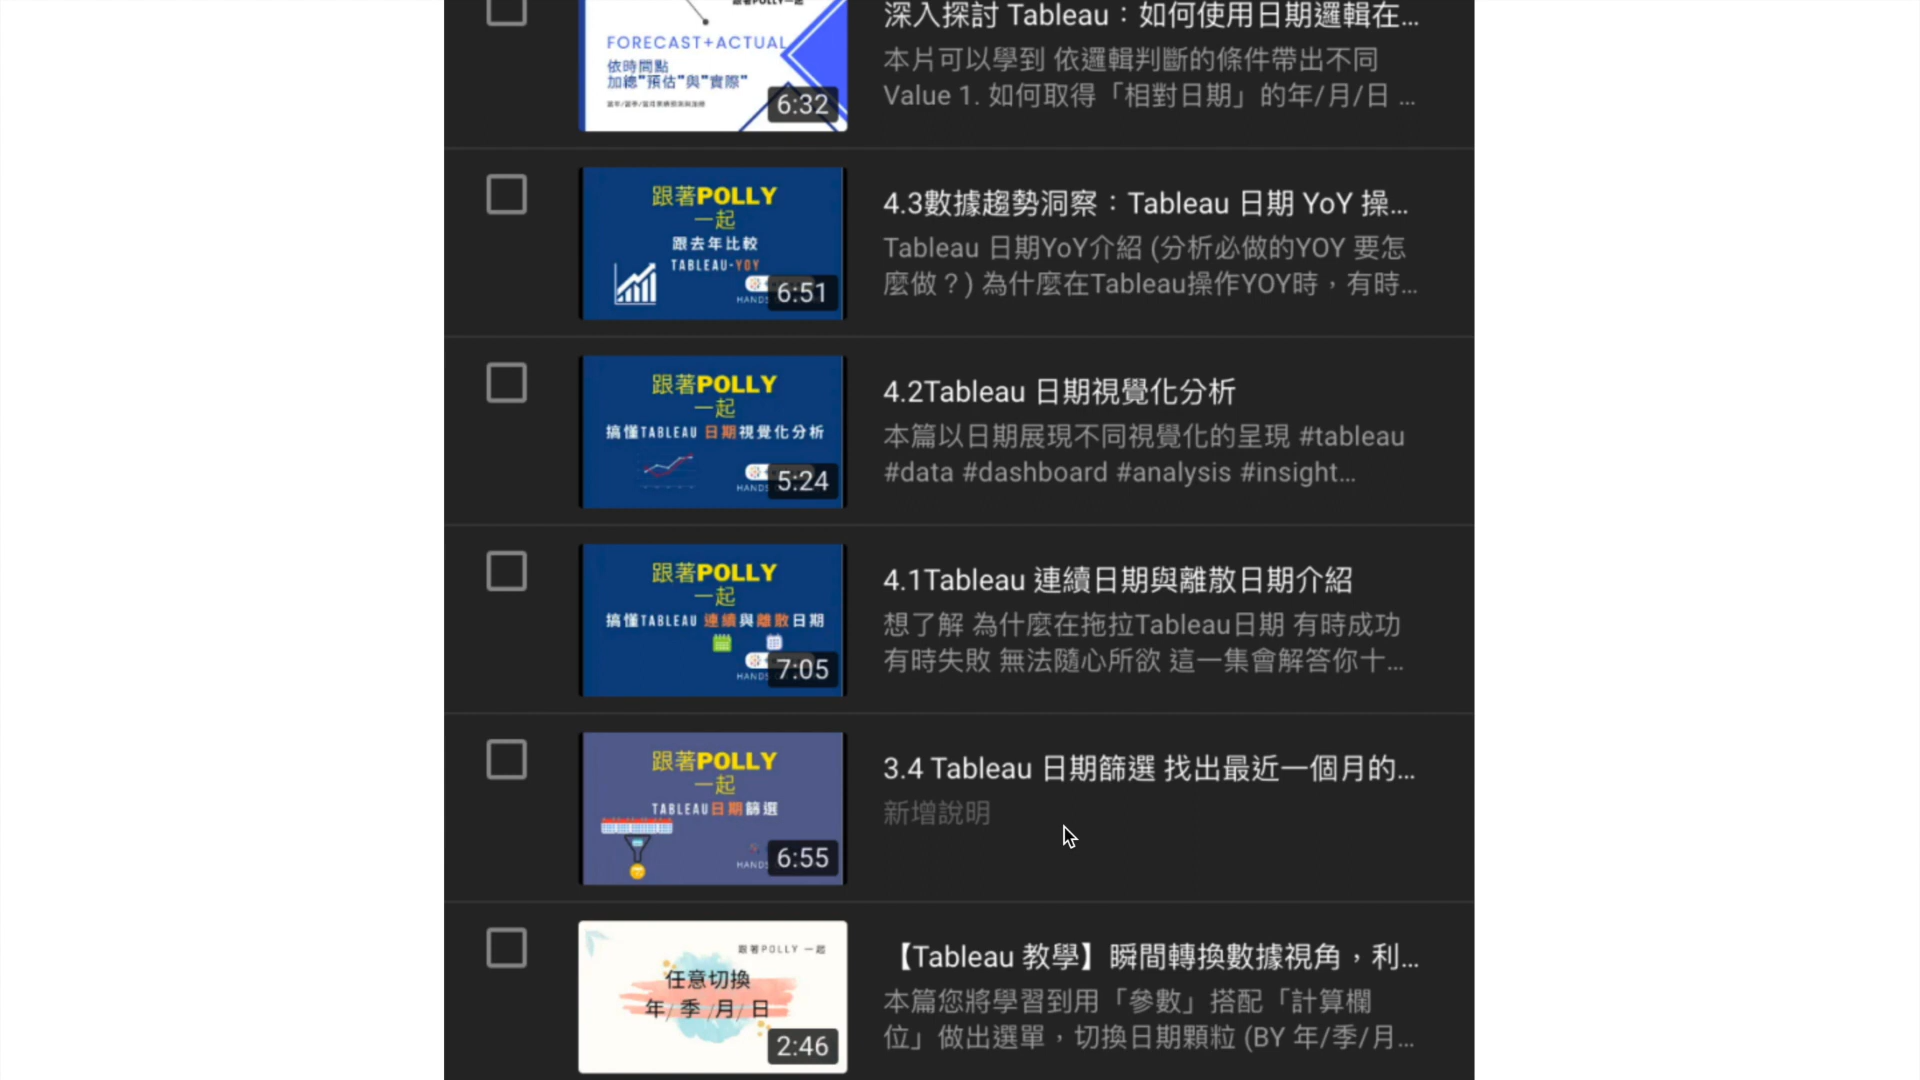 跟著POLLY一起
FORECAST+ACTUAL
依時間點
加總"預估"與"實際"
6:32
深入探討 Tableau：如何使用日期邏輯在...
本片可以學到 依邏輯判斷的條件帶出不同
Value 1. 如何取得「相對日期」的年/月/日 ...
跟著POLLY
一起
跟去年比較
TABLEAU-YOY
HANDS
6:51
4.3數據趨勢洞察：Tableau 日期 YoY 操...
Tableau 日期YoY介紹 (分析必做的YOY 要怎
麼做？) 為什麼在Tableau操作YOY時，有時...
跟著POLLY
一起
搞懂TABLEAU 日期視覺化分析
HANDS
5:24
4.2Tableau 日期視覺化分析
本篇以日期展現不同視覺化的呈現 #tableau
#data #dashboard #analysis #insight...
跟著POLLY
一起
搞懂TABLEAU 連續與離散日期
HANDS
7:05
4.1Tableau 連續日期與離散日期介紹
想了解 為什麼在拖拉Tableau日期 有時成功
有時失敗 無法隨心所欲 這一集會解答你十...
跟著POLLY
一起
TABLEAU日期篩選
HANDS
6:55
3.4 Tableau 日期篩選 找出最近一個月的...
新增說明
跟著POLLY 一起
任意切換
年/ 季 /月/ 日
2:46
【Tableau 教學】瞬間轉換數據視角，利...
本篇您將學習到用「參數」搭配「計算欄
位」做出選單，切換日期顆粒 (BY 年/季/月...